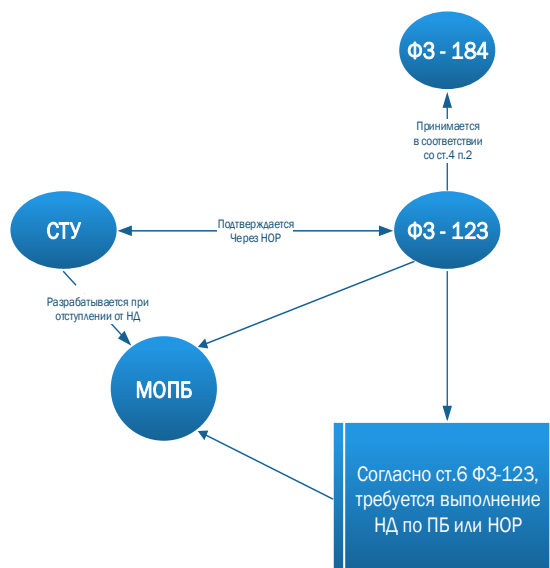 ФЗ - 184
Принимается
в соответствии
со ст.4 п.2
СТУ
Подтверждается
Через НОР
ФЗ - 123
Разрабатывается при
отступлении от НД
МОПБ
Согласно ст.6 ФЗ-123,
требуется выполнение
НД по ПБ или НОР